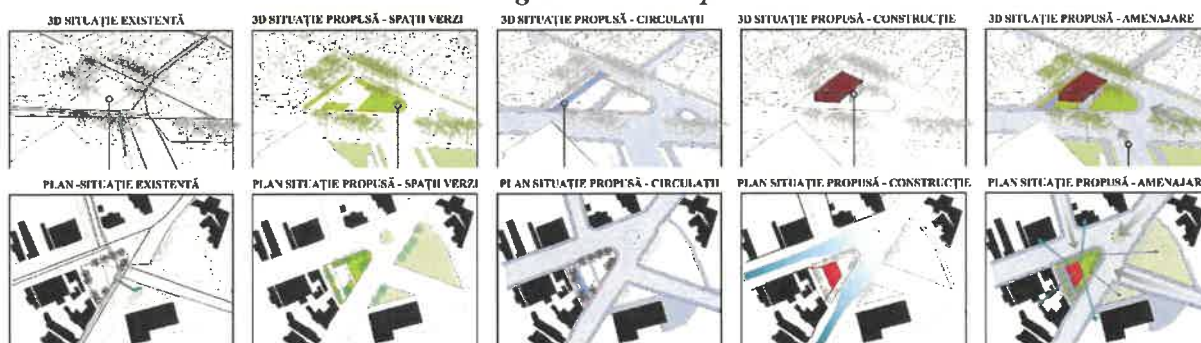 3D SITUAȚIE EXISTENTĂ
3D SITUAȚIE PROPUSĂ - SPAȚII VERZI
3D SITUAȚIE PROPUSĂ - CIRCULAȚII
3D SITUAȚIE PROPUSĂ - CONSTRUCȚIE
3D SITUAȚIE PROPUSĂ - AMENAJARE
PLAN -SITUAȚIE EXISTENTĂ
PLAN SITUAȚIE PROPUSĂ - SPAȚII VERZI
PLAN SITUAȚIE PROPUSĂ - CIRCULAȚII
PLAN SITUAȚIE PROPUSĂ - CONSTRUCȚIE
PLAN SITUAȚIE PROPUSĂ - AMENAJARE